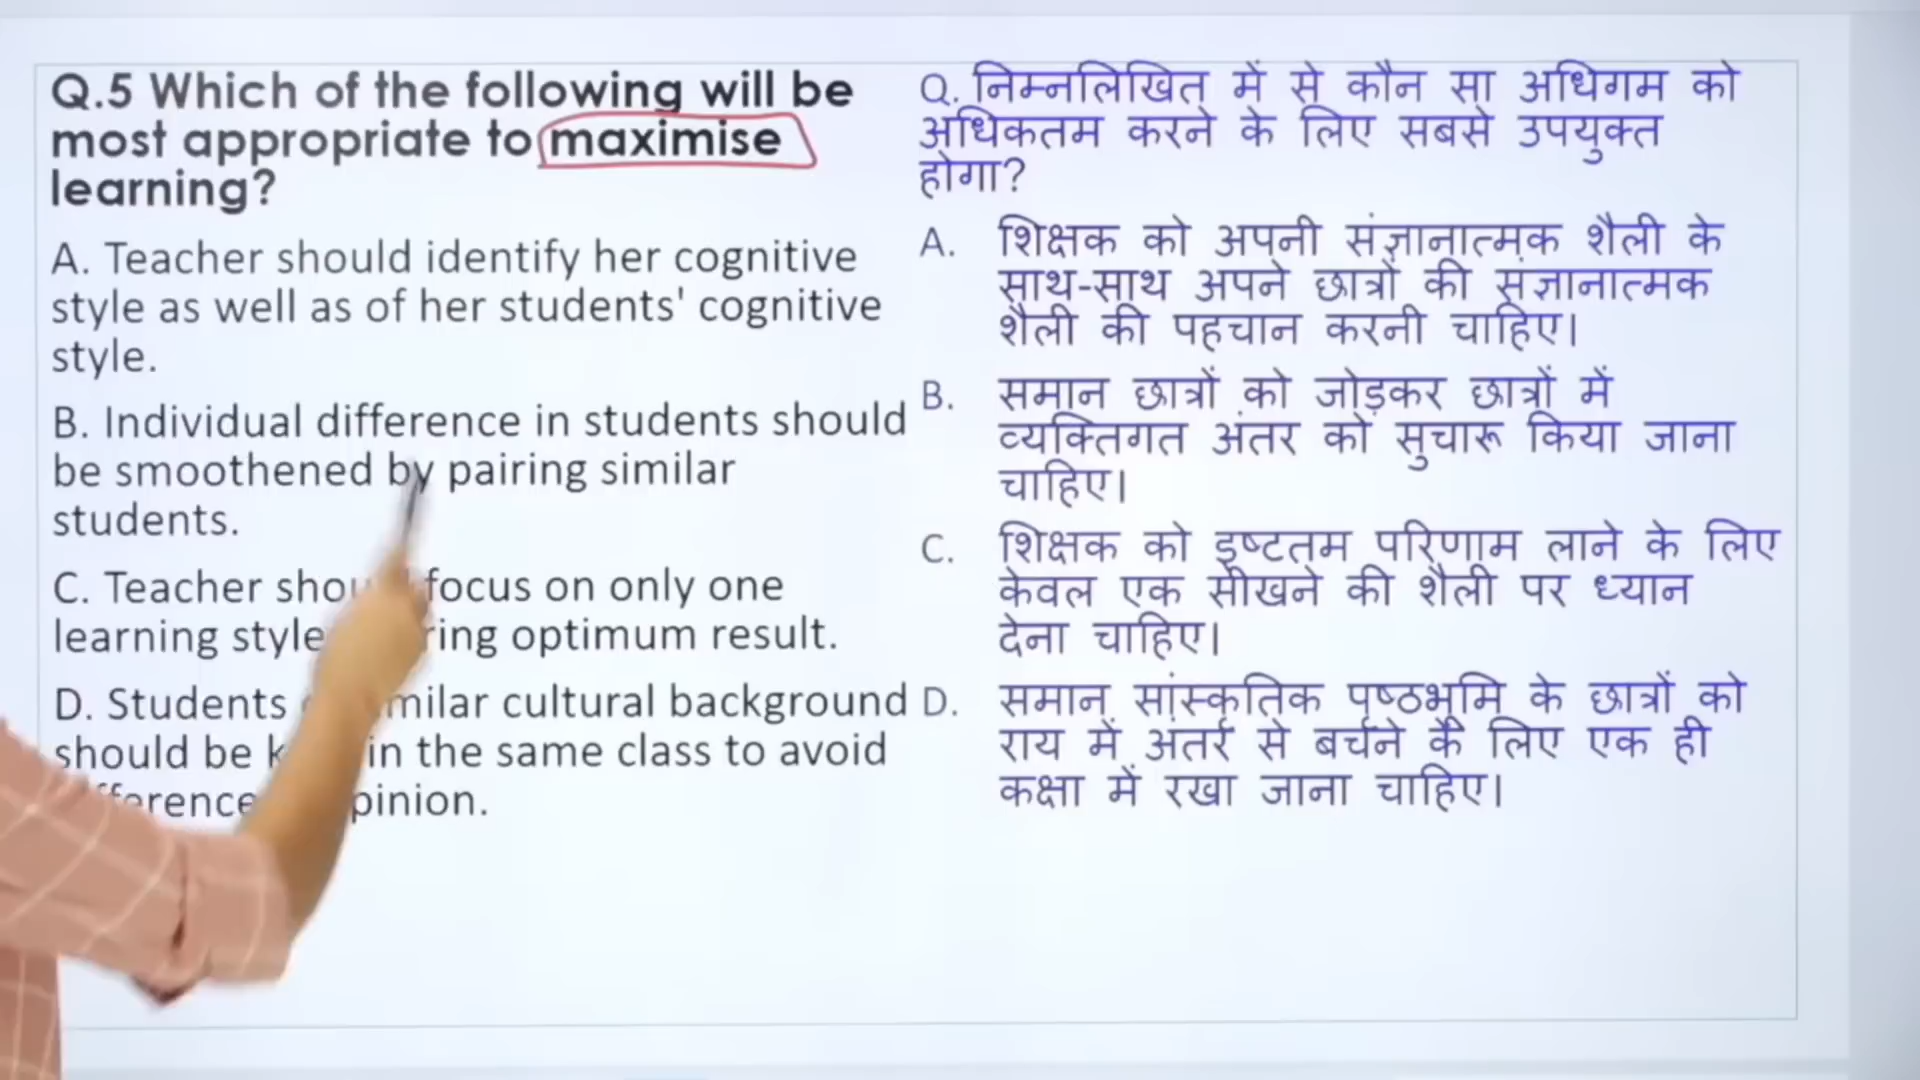 Q.5 Which of the following will be
most appropriate to maximise
learning?
A. Teacher should identify her cognitive
style as well as of her students' cognitive
style.
B. Individual difference in students should
be smoothened by pairing similar
students.
C. Teacher focus on only one
learning style optimum result.
D. Students cultural background
should be in the same class to avoid
Q. निम्नलिखित में से कौन सा अधिगम को
अधिकतम करने के लिए सबसे उपयुक्त
होगा?
A. शिक्षक को अपनी संज्ञानात्मक शैली के
साथ-साथ अपने छात्रों की संज्ञानात्मक
शैली की पहचान करनी चाहिए।
B. समान छात्रों को जोड़कर छात्रों में
व्यक्तिगत अंतर को सुचारू किया जाना
चाहिए।
C. शिक्षक को इष्टतम परिणाम लाने के लिए
केवल एक सीखने की शैली पर ध्यान
देना चाहिए।
D. समान सांस्कृतिक पृष्ठभूमि के छात्रों को
राय में अंतर से बचने के लिए एक ही
कक्षा में रखा जाना चाहिए।